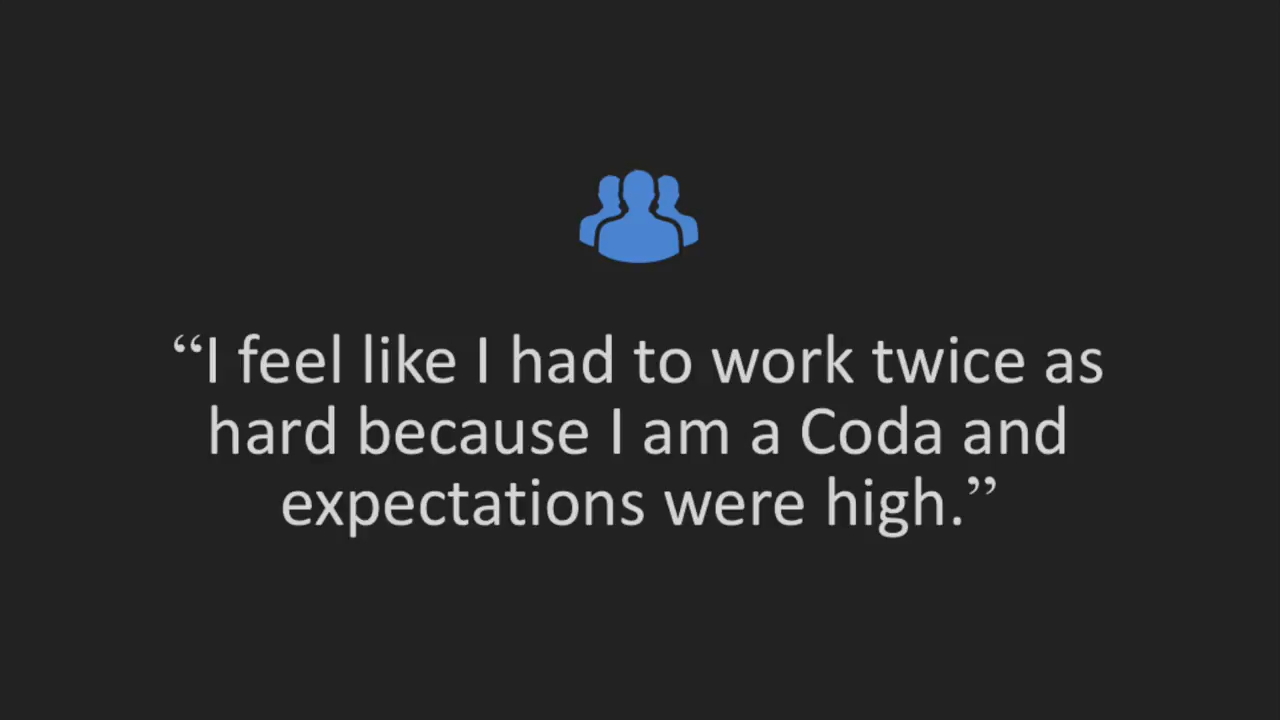 “I feel like I had to work twice as
hard because I am a Coda and
expectations were high.”